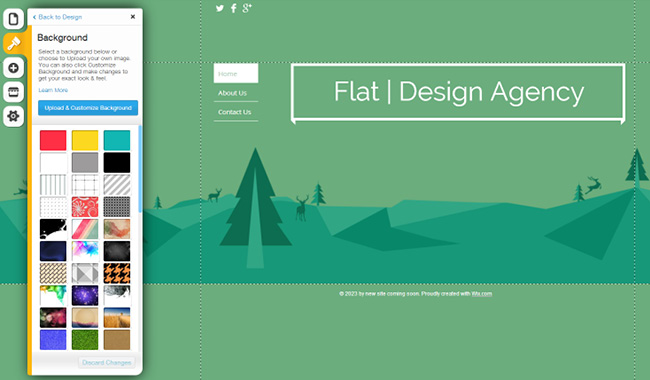 Back to Design
Background
Select a background below or
choose to Upload your own image.
You can also click Customize
Background and make changes to
get your exact look & feel.
Learn More
Upload & Customize Background
Discard Changes
Home
About Us
Contact Us
Flat | Design Agency
© 2023 by new site coming soon. Proudly created with Wix.com